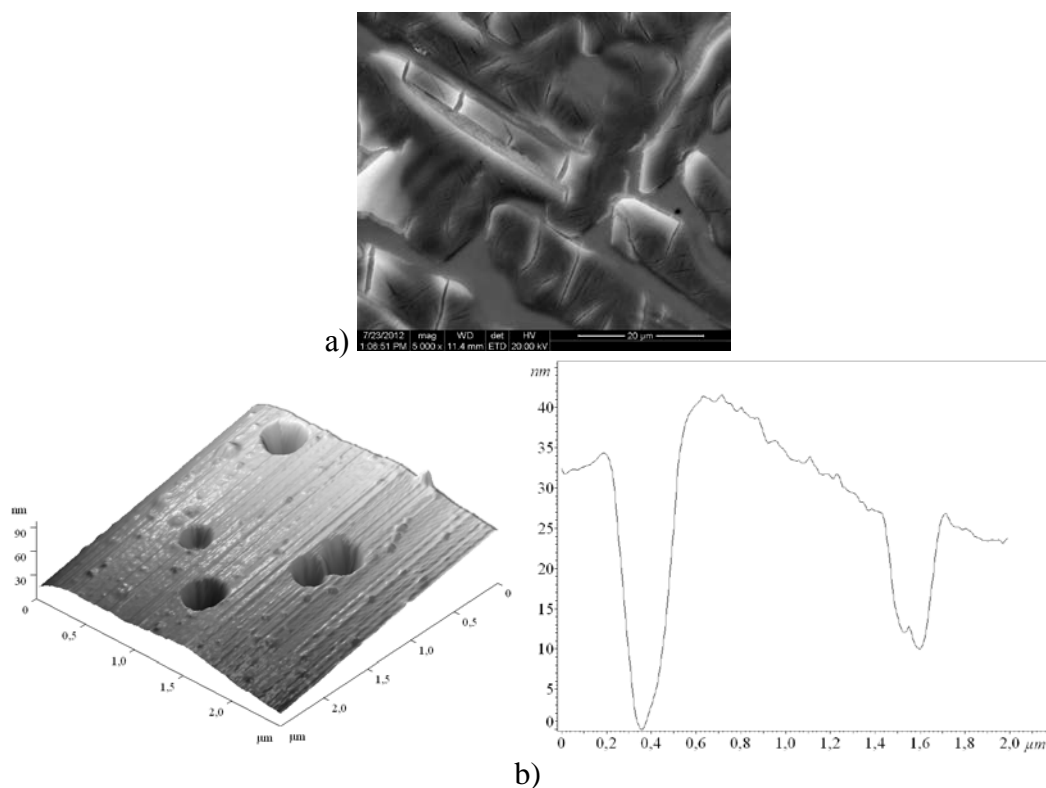 7/23/2012 mag WD det HV
1:06:51 PM 5 000 x 11.4 mm ETD 20.00 kV
20 µm
a)
nm
90
60
30
0
0,5
1,0
1,5
2,0
µm
0
0,5
1,0
1,5
2,0
µm
nm
40
35
30
25
20
15
10
5
0
0 0,2 0,4 0,6 0,8 1,0 1,2 1,4 1,6 1,8 2,0 µm
b)